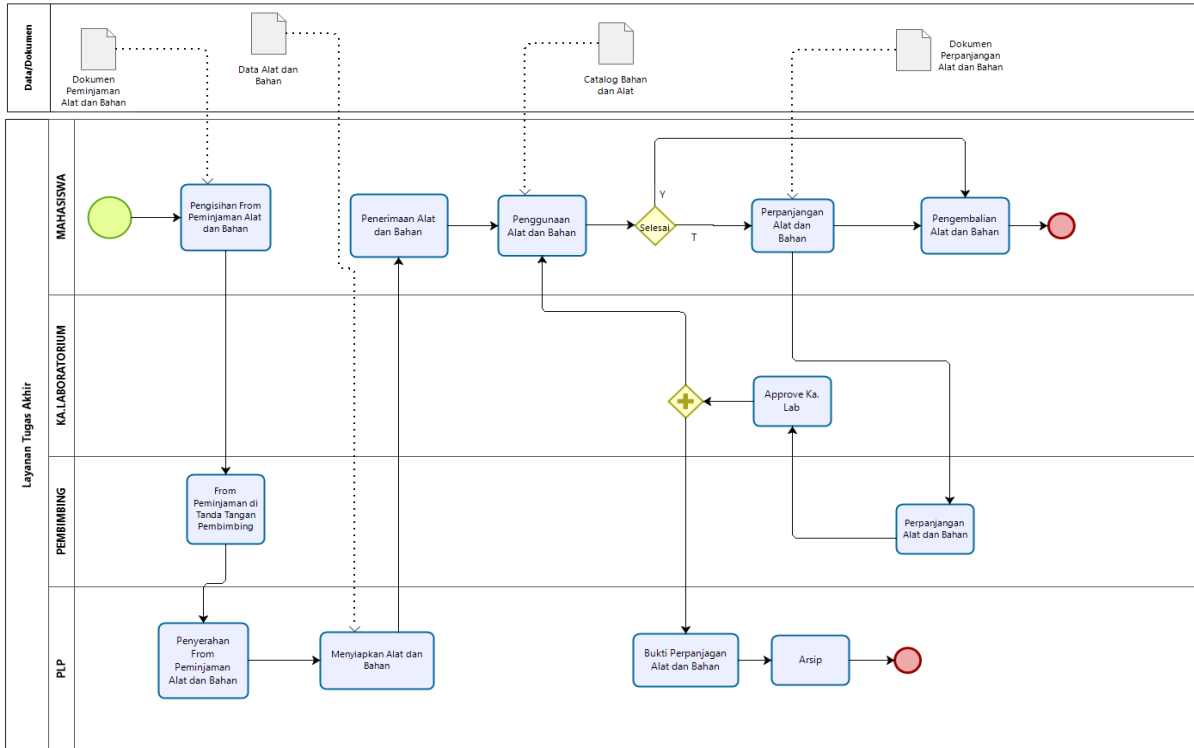 Data/Dokumen
Dokumen
Peminjaman
Alat dan Bahan
Data Alat dan
Bahan
Catalog Bahan
dan Alat
Dokumen
Perpanjangan
Alat dan Bahan
Layanan Tugas Akhir
MAHASISWA
Pengisihan From
Peminjaman Alat
dan Bahan
Penerimaan Alat
dan Bahan
Penggunaan
Alat dan Bahan
Selesai
Y
T
Perpanjangan
Alat dan
Bahan
Pengembalian
Alat dan Bahan
KA.LABORATORIUM
Approve Ka.
Lab
PEMBIMBING
From
Peminjaman di
Tanda Tangan
Pembimbing
Perpanjangan
Alat dan Bahan
PLP
Penyerahan
From
Peminjaman
Alat dan Bahan
Menyiapkan Alat dan
Bahan
Bukti Perpanjagan
Alat dan Bahan
Arsip